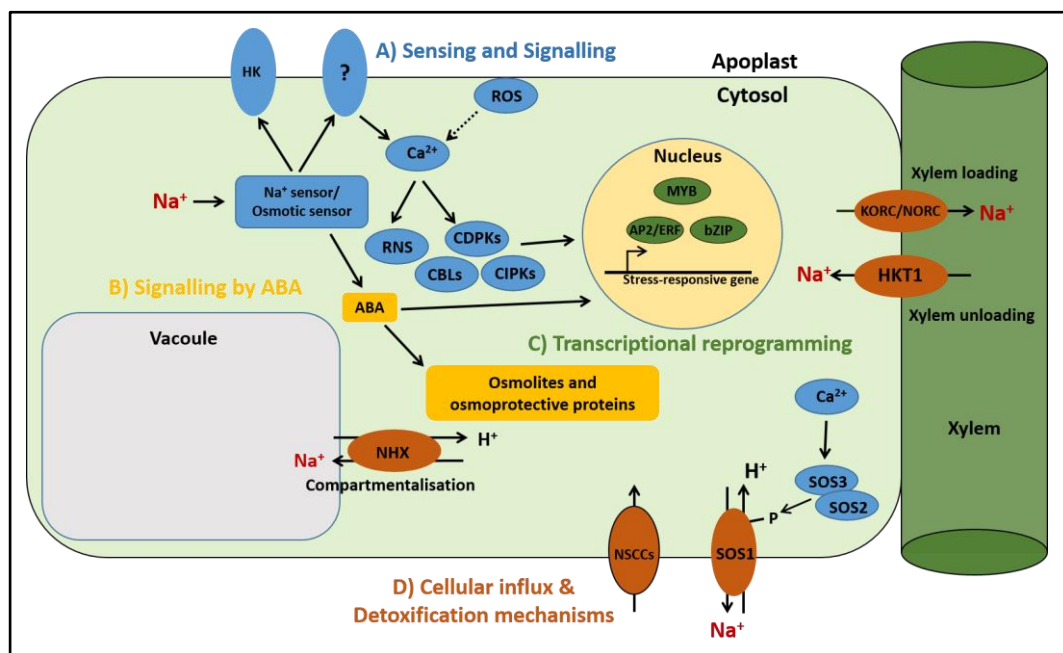 A) Sensing and Signalling
Apoplast
Cytosol
HK
?
ROS
Ca²⁺
Na⁺
Na⁺ sensor/
Osmotic sensor
RNS
CDPKs
CBLs
CIPKs
Nucleus
MYB
AP2/ERF
bZIP
Stress-responsive gene
Xylem loading
KORC/NORC
Na⁺
Na⁺
HKT1
Xylem unloading
B) Signalling by ABA
ABA
C) Transcriptional reprogramming
Vacoule
Osmolites and
osmoprotective proteins
NHX
H⁺
Na⁺
Compartmentalisation
Ca²⁺
Xylem
SOS3
SOS2
P
H⁺
NSCCs
SOS1
Na⁺
D) Cellular influx &
Detoxification mechanisms